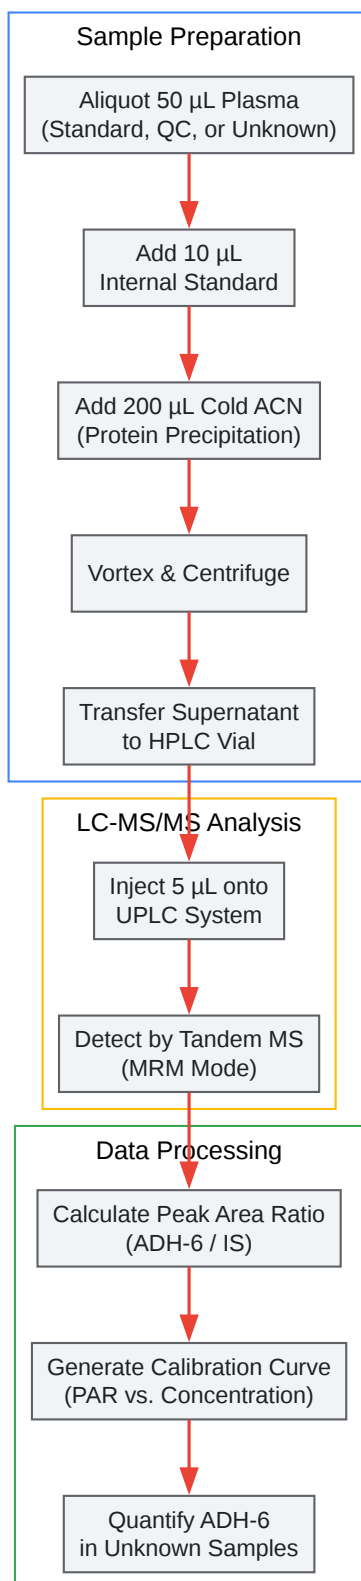 Sample Preparation
Aliquot 50 µL Plasma
(Standard, QC, or Unknown)
Add 10 µL
Internal Standard
Add 200 µL Cold ACN
(Protein Precipitation)
Vortex & Centrifuge
Transfer Supernatant
to HPLC Vial
LC-MS/MS Analysis
Inject 5 µL onto
UPLC System
Detect by Tandem MS
(MRM Mode)
Data Processing
Calculate Peak Area Ratio
(ADH-6 / IS)
Generate Calibration Curve
(PAR vs. Concentration)
Quantify ADH-6
in Unknown Samples